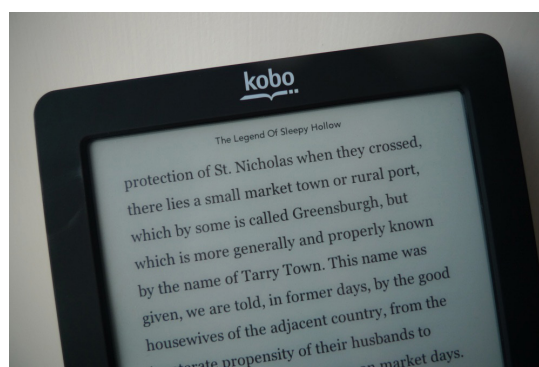 kobo
The Legend Of Sleepy Hollow
protection of St. Nicholas when they crossed,
there lies a small market town or rural port,
which by some is called Greensburgh, but
which is more generally and properly known
by the name of Tarry Town. This name was
given, we are told, in former days, by the good
housewives of the adjacent country, from the
propensity of their husbands to
market days.